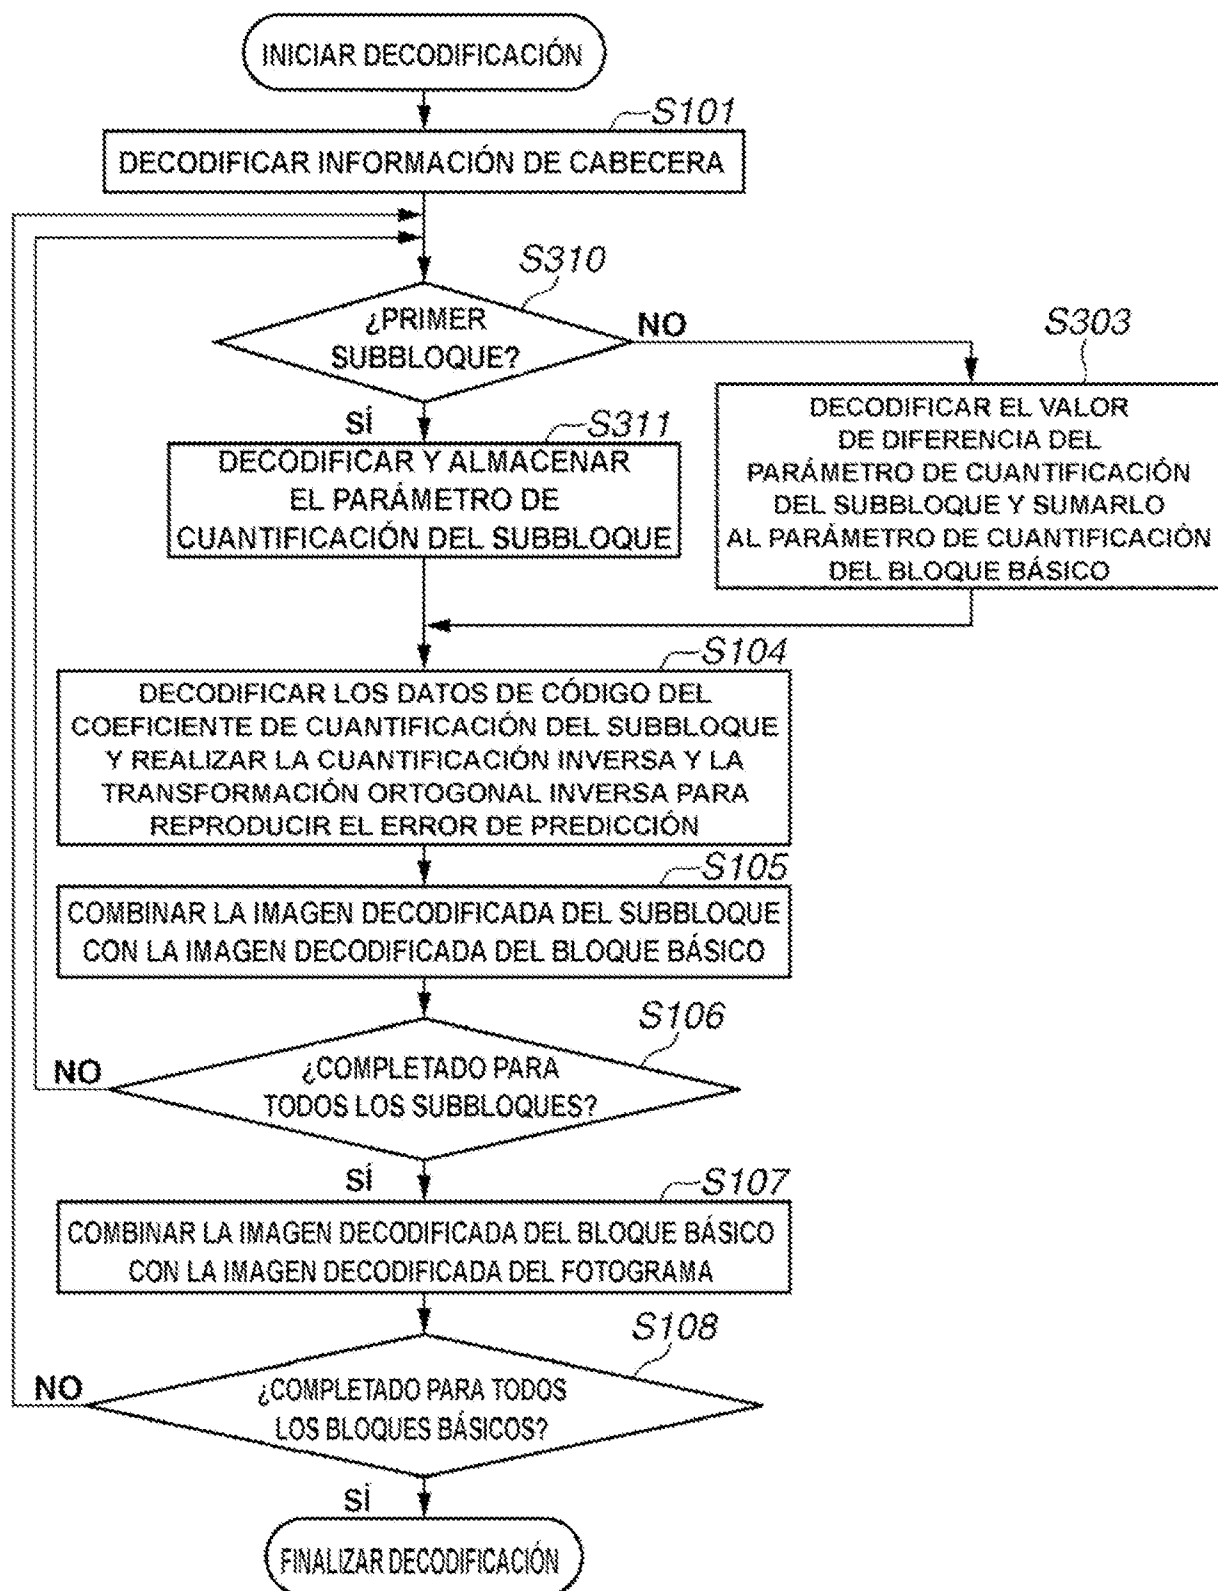 INICIAR DECODIFICACIÓN
S101
DECODIFICAR INFORMACIÓN DE CABECERA
S310
¿PRIMER
SUBBLOQUE?
NO
S303
DECODIFICAR EL VALOR
DE DIFERENCIA DEL
PARÁMETRO DE CUANTIFICACIÓN
DEL SUBBLOQUE Y SUMARLO
AL PARÁMETRO DE CUANTIFICACIÓN
DEL BLOQUE BÁSICO
SÍ
S311
DECODIFICAR Y ALMACENAR
EL PARÁMETRO DE
CUANTIFICACIÓN DEL SUBBLOQUE
S104
DECODIFICAR LOS DATOS DE CÓDIGO DEL
COEFICIENTE DE CUANTIFICACIÓN DEL SUBBLOQUE
Y REALIZAR LA CUANTIFICACIÓN INVERSA Y LA
TRANSFORMACIÓN ORTOGONAL INVERSA PARA
REPRODUCIR EL ERROR DE PREDICCIÓN
S105
COMBINAR LA IMAGEN DECODIFICADA DEL SUBBLOQUE
CON LA IMAGEN DECODIFICADA DEL BLOQUE BÁSICO
S106
NO
¿COMPLETADO PARA
TODOS LOS SUBBLOQUES?
SÍ
S107
COMBINAR LA IMAGEN DECODIFICADA DEL BLOQUE BÁSICO
CON LA IMAGEN DECODIFICADA DEL FOTOGRAMA
S108
NO
¿COMPLETADO PARA TODOS
LOS BLOQUES BÁSICOS?
SÍ
FINALIZAR DECODIFICACIÓN